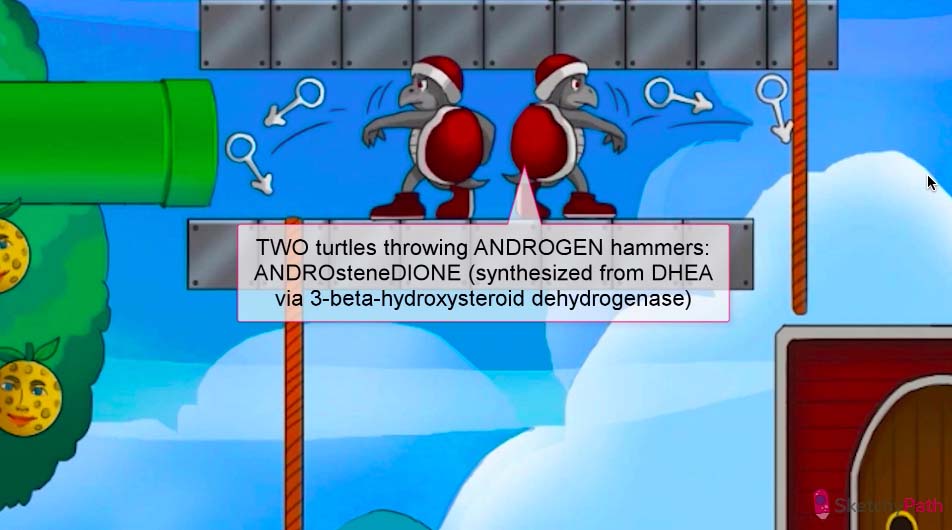 TWO turtles throwing ANDROGEN hammers:
ANDROsteneDIONE (synthesized from DHEA
via 3-beta-hydroxysteroid dehydrogenase)
SketchyPath